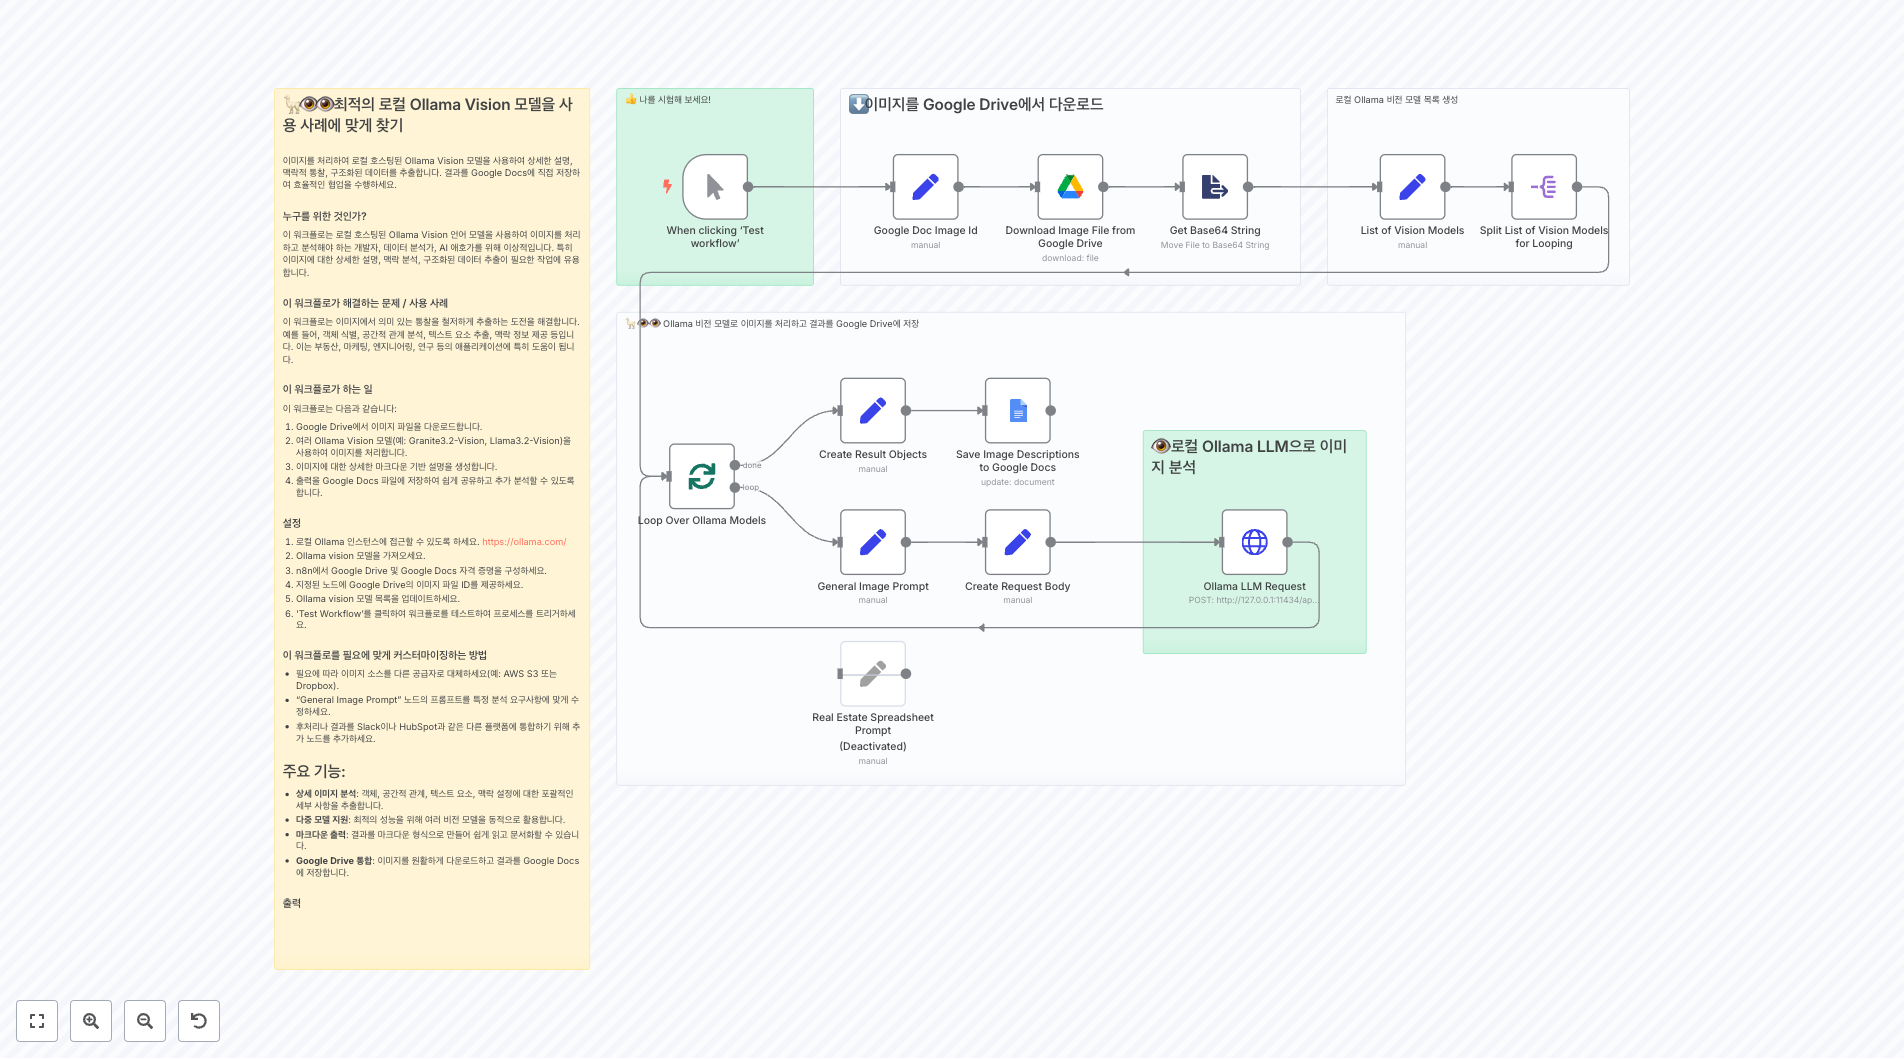 🦙👁️👁️최적의 로컬 Ollama Vision 모델을 사
용 사례에 맞게 찾기
이미지를 처리하여 로컬 호스팅된 Ollama Vision 모델을 사용하여 상세한 설명,
맥락적 통찰, 구조화된 데이터를 추출합니다. 결과를 Google Docs에 직접 저장하
여 효율적인 협업을 수행하세요.
누구를 위한 것인가?
이 워크플로는 로컬 호스팅된 Ollama Vision 언어 모델을 사용하여 이미지를 처리
하고 분석해야 하는 개발자, 데이터 분석가, AI 애호가를 위해 이상적입니다. 특히
이미지에 대한 상세한 설명, 맥락 분석, 구조화된 데이터 추출이 필요한 작업에 유용
합니다.
이 워크플로가 해결하는 문제 / 사용 사례
이 워크플로는 이미지에서 의미 있는 통찰을 철저하게 추출하는 도전을 해결합니다.
예를 들어, 객체 식별, 공간적 관계 분석, 텍스트 요소 추출, 맥락 정보 제공 등입니
다. 이는 부동산, 마케팅, 엔지니어링, 연구 등의 애플리케이션에 특히 도움이 됩니
다.
이 워크플로가 하는 일
이 워크플로는 다음과 같습니다:
1. Google Drive에서 이미지 파일을 다운로드합니다.
2. 여러 Ollama Vision 모델(예: Granite3.2-Vision, Llama3.2-Vision)을
사용하여 이미지를 처리합니다.
3. 이미지에 대한 상세한 마크다운 기반 설명을 생성합니다.
4. 출력을 Google Docs 파일에 저장하여 쉽게 공유하고 추가 분석할 수 있도록
합니다.
설정
1. 로컬 Ollama 인스턴스에 접근할 수 있도록 하세요. https://ollama.com/
2. Ollama vision 모델을 가져오세요.
3. n8n에서 Google Drive 및 Google Docs 자격 증명을 구성하세요.
4. 지정된 노드에 Google Drive의 이미지 파일 ID를 제공하세요.
5. Ollama vision 모델 목록을 업데이트하세요.
6. ‘Test Workflow’를 클릭하여 워크플로를 테스트하여 프로세스를 트리거하세
요.
이 워크플로를 필요에 맞게 커스터마이징하는 방법
• 필요에 따라 이미지 소스를 다른 공급자로 대체하세요(예: AWS S3 또는
Dropbox).
• “General Image Prompt” 노드의 프롬프트를 특정 분석 요구사항에 맞게 수
정하세요.
• 후처리나 결과를 Slack이나 HubSpot과 같은 다른 플랫폼에 통합하기 위해 추
가 노드를 추가하세요.
주요 기능:
• 상세 이미지 분석: 객체, 공간적 관계, 텍스트 요소, 맥락 설정에 대한 포괄적인
세부 사항을 추출합니다.
• 다중 모델 지원: 최적의 성능을 위해 여러 비전 모델을 동적으로 활용합니다.
• 마크다운 출력: 결과를 마크다운 형식으로 만들어 쉽게 읽고 문서화할 수 있습니
다.
• Google Drive 통합: 이미지를 원활하게 다운로드하고 결과를 Google Docs
에 저장합니다.
출력
👍 나를 시험해 보세요!
When clicking ‘Test
workflow’
⬇️이미지를 Google Drive에서 다운로드
Google Doc Image Id
manual
Download Image File from
Google Drive
download: file
Get Base64 String
Move File to Base64 String
로컬 Ollama 비전 모델 목록 생성
List of Vision Models
manual
Split List of Vision Models
for Looping
🦙👁️👁️ Ollama 비전 모델로 이미지를 처리하고 결과를 Google Drive에 저장
Loop Over Ollama Models
done
loop
Create Result Objects
manual
Save Image Descriptions
to Google Docs
update: document
General Image Prompt
manual
Create Request Body
manual
👁️로컬 Ollama LLM으로 이미
지 분석
Ollama LLM Request
POST: http://127.0.0.1:11434/ap...
Real Estate Spreadsheet
Prompt
(Deactivated)
manual